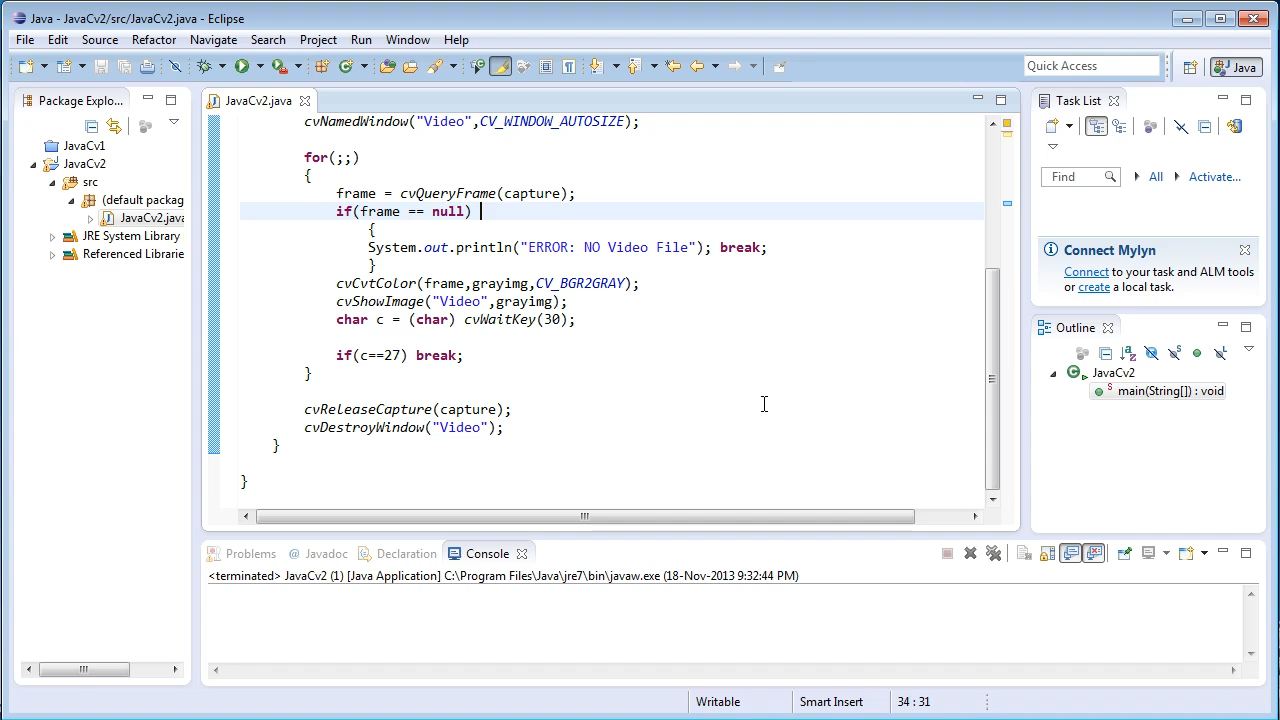 Java - JavaCv2/src/JavaCv2.java - Eclipse
File Edit Source Refactor Navigate Search Project Run Window Help
Quick Access
Java
Package Explo...
JavaCv1
JavaCv2
src
(default packag
JavaCv2.java
JRE System Library
Referenced Librarie
JavaCv2.java
cvNamedWindow("Video",CV_WINDOW_AUTOSIZE);
for(;;)
{
frame = cvQueryFrame(capture);
if(frame == null)
{
System.out.println("ERROR: NO Video File"); break;
}
cvCvtColor(frame,grayimg,CV_BGR2GRAY);
cvShowImage("Video",grayimg);
char c = (char) cvWaitKey(30);
if(c==27) break;
}
cvReleaseCapture(capture);
cvDestroyWindow("Video");
}
}
Task List
Find All Activate...
Connect Mylyn
Connect to your task and ALM tools
or create a local task.
Outline
JavaCv2
main(String[]) : void
Problems @ Javadoc Declaration Console
<terminated> JavaCv2 (1) [Java Application] C:\Program Files\Java\jre7\bin\javaw.exe (18-Nov-2013 9:32:44 PM)
Writable Smart Insert 34 : 31